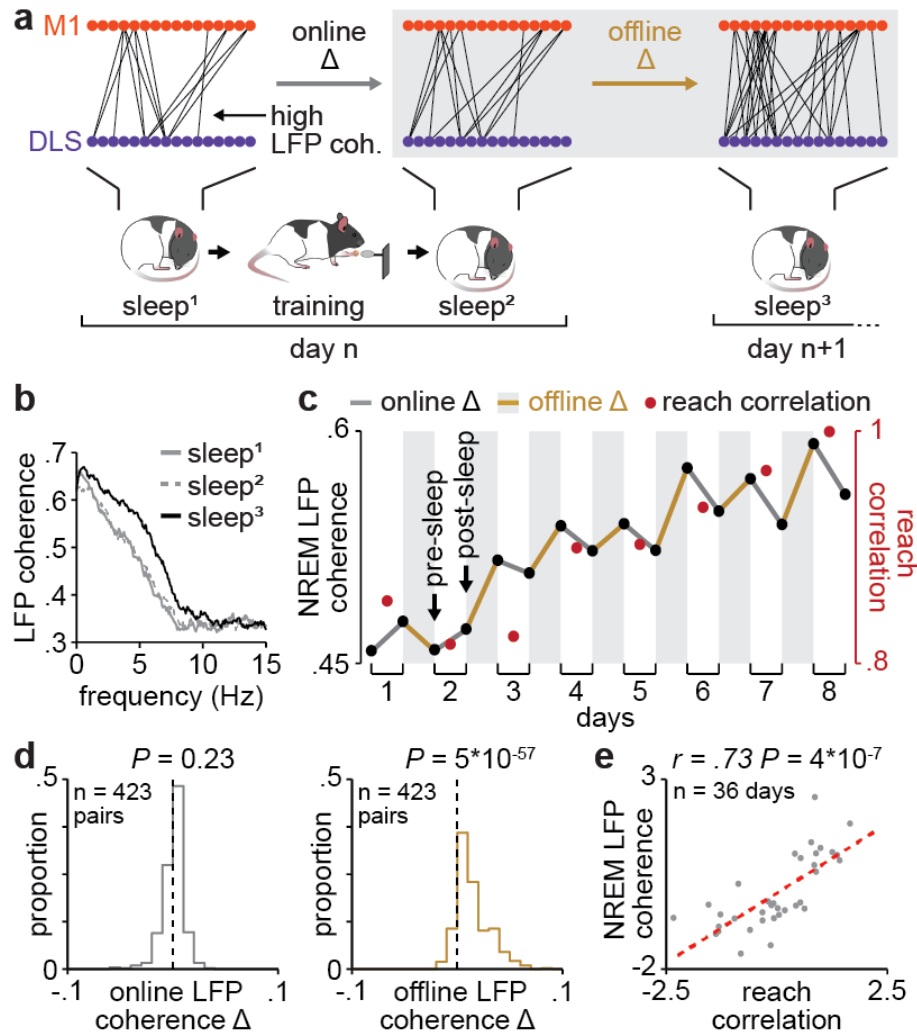 a
M1
online
Δ
offline
Δ
high
LFP coh.
DLS
sleep¹
training
sleep²
sleep³
day n
day n+1
b
LFP coherence
.7
.6
.5
.4
.3
sleep¹
sleep²
sleep³
0
5
10
15
frequency (Hz)
c
online Δ
offline Δ
reach correlation
NREM LFP
coherence
.6
.45
pre-sleep
post-sleep
1
.8
reach
correlation
1
2
3
4
5
6
7
8
days
d
P = 0.23
n = 423
pairs
proportion
.5
0
-.1
.1
online LFP
coherence Δ
P = 5*10⁻⁵⁷
n = 423
pairs
proportion
.5
0
-.1
.1
offline LFP
coherence Δ
e
r = .73 P = 4*10⁻⁷
n = 36 days
NREM LFP
coherence
3
-2
-2.5
2.5
reach
correlation